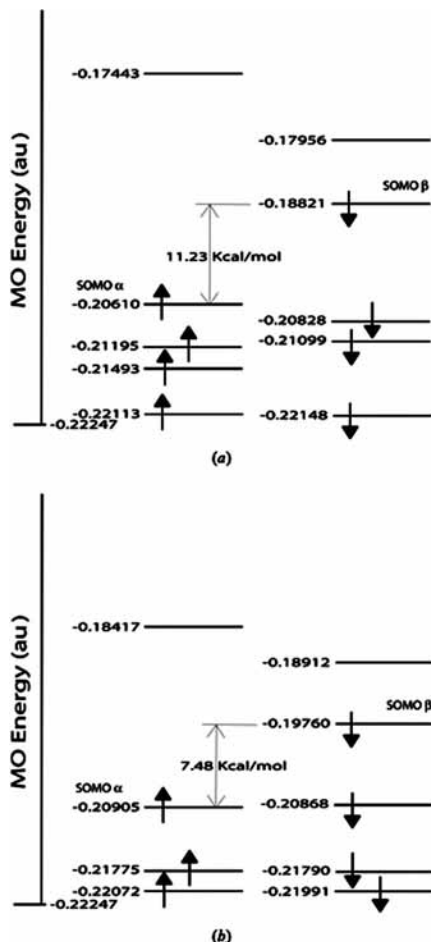 -0.17443
-0.17956
SOMO β
-0.18821
11.23 Kcal/mol
SOMO α
-0.20610
-0.20828
-0.21195
-0.21099
-0.21493
-0.22113
-0.22148
-0.22247
MO Energy (au)
(a)
-0.18417
-0.18912
SOMO β
-0.19760
7.48 Kcal/mol
SOMO α
-0.20905
-0.20868
-0.21775
-0.21790
-0.22072
-0.21991
-0.22247
MO Energy (au)
(b)